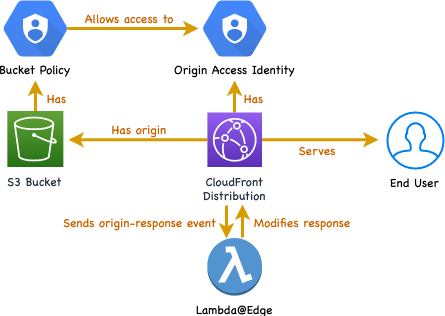 Allows access to
Bucket Policy
Origin Access Identity
Has
Has
Has origin
Serves
S3 Bucket
CloudFront
Distribution
End User
Sends origin-response event
Modifies response
Lambda@Edge